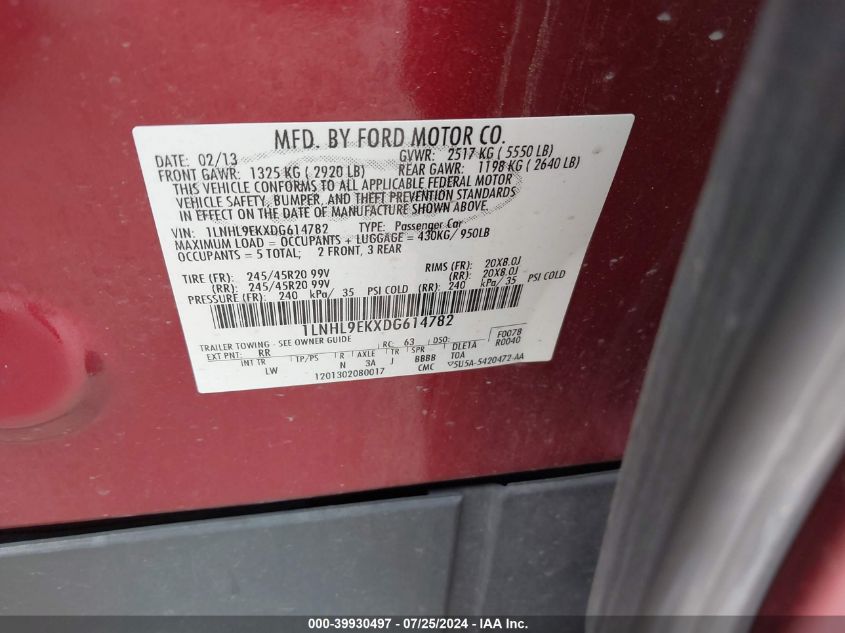 MFD. BY FORD MOTOR CO.
DATE: 02/13 GVWR: 2517 KG ( 5550 LB)
FRONT GAWR: 1325 KG ( 2920 LB) REAR GAWR: 1198 KG ( 2640 LB)
THIS VEHICLE CONFORMS TO ALL APPLICABLE FEDERAL MOTOR
VEHICLE SAFETY, BUMPER, AND THEFT PREVENTION STANDARDS
IN EFFECT ON THE DATE OF MANUFACTURE SHOWN ABOVE.
VIN: 1LNHL9EKXDG614782 TYPE: Passenger Car
MAXIMUM LOAD = OCCUPANTS + LUGGAGE = 430KG/ 950LB
OCCUPANTS = 5 TOTAL; 2 FRONT, 3 REAR
TIRE (FR): 245/45R20 99V RIMS (FR): 20X8.0J
(RR): 245/45R20 99V (RR): 20X8.0J
PRESSURE (FR): 240 kPa/ 35 PSI COLD (RR): 240 kPa/ 35 PSI COLD
1LNHL9EKXDG614782
TRAILER TOWING - SEE OWNER GUIDE
EXT PNT: RR RC: 63 DSO: F0078
INT TR TP/PS R AXLE TR SPR DLETA R0040
LW N 3A J BBBB T0A
1201302080017 CMC ▽5U5A-5420472-AA
000-39930497 - 07/25/2024 - IAA Inc.